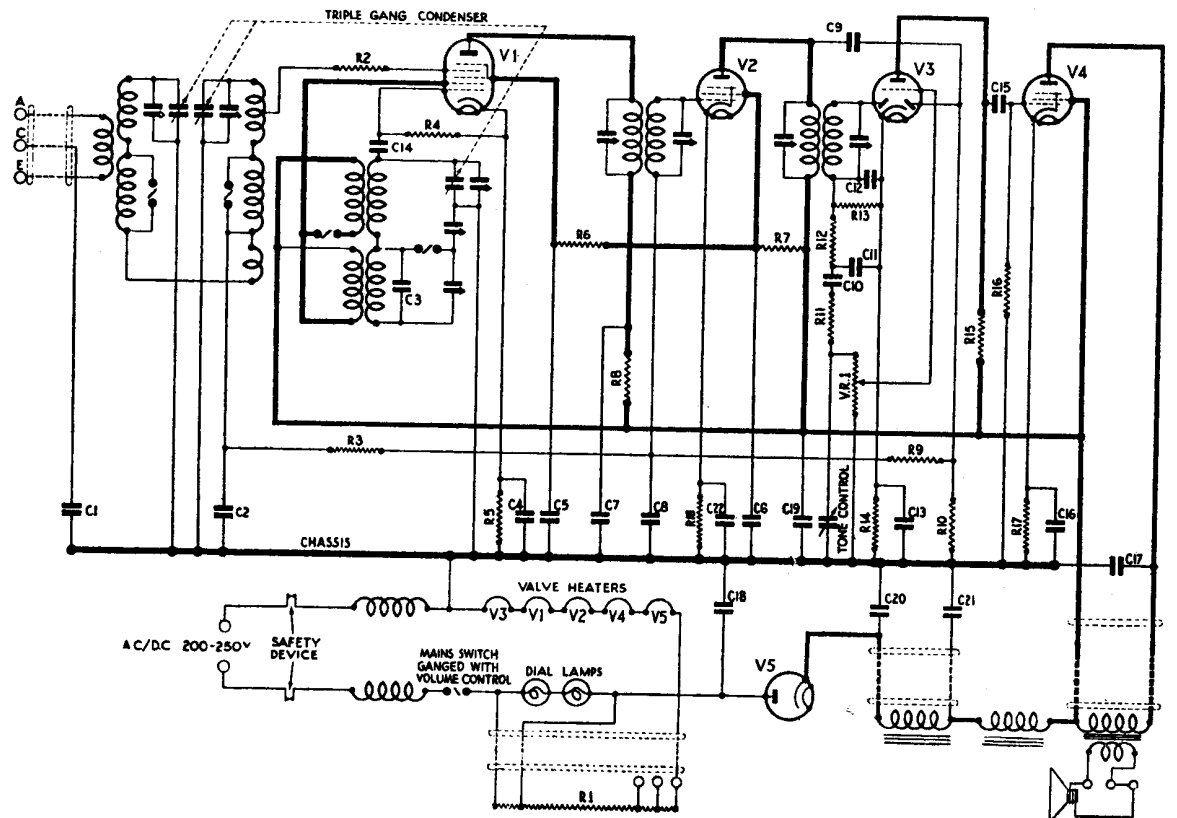 TRIPLE GANG CONDENSER
A
C
E
R2
V1
V2
C9
V3
C15
V4
R4
C14
C12
R13
R12
R6
R7
C11
C10
C3
R11
R16
R15
R8
V.R.1
R3
R9
C1
C2
R5
C4
C5
C7
C8
R18
C22
C6
C19
TONE CONTROL
R14
C13
R10
R17
C16
CHASSIS
C17
VALVE HEATERS
V3
V1
V2
V4
V5
C18
C20
C21
AC/DC 200-250V
SAFETY
DEVICE
MAINS SWITCH
GANGED WITH
VOLUME CONTROL
DIAL LAMPS
V5
R1